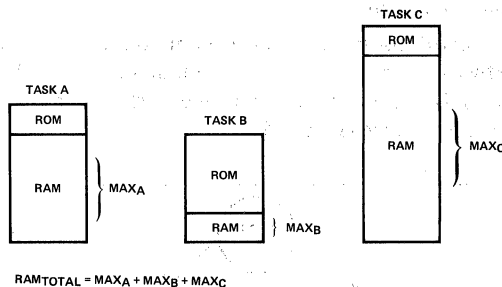 TASK C
ROM
RAM
MAXC
TASK A
ROM
RAM
MAXA
TASK B
ROM
RAM
MAXB
RAMTOTAL = MAXA + MAXB + MAXC